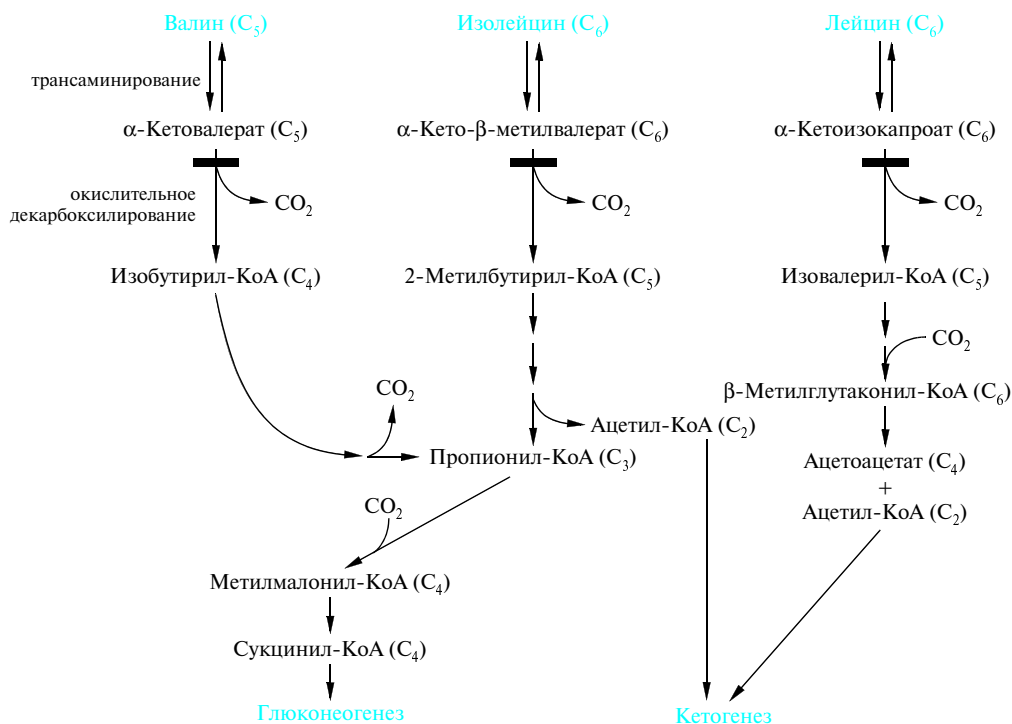 Валин (C₅)
Изолейцин (C₆)
Лейцин (C₆)
трансаминирование
α-Кетовалерат (C₅)
α-Кето-β-метилвалерат (C₆)
α-Кетоизокапроат (C₆)
окислительное
декарбоксилирование
CO₂
CO₂
CO₂
Изобутирил-КоА (C₄)
2-Метилбутирил-КоА (C₅)
Изовалерил-КоА (C₅)
CO₂
CO₂
β-Метилглутаконил-КоА (C₆)
Ацетил-КоА (C₂)
Пропионил-КоА (C₃)
Ацетоацетат (C₄)
+
Ацетил-КоА (C₂)
CO₂
Метилмалонил-КоА (C₄)
Сукцинил-КоА (C₄)
Глюконеогенез
Кетогенез